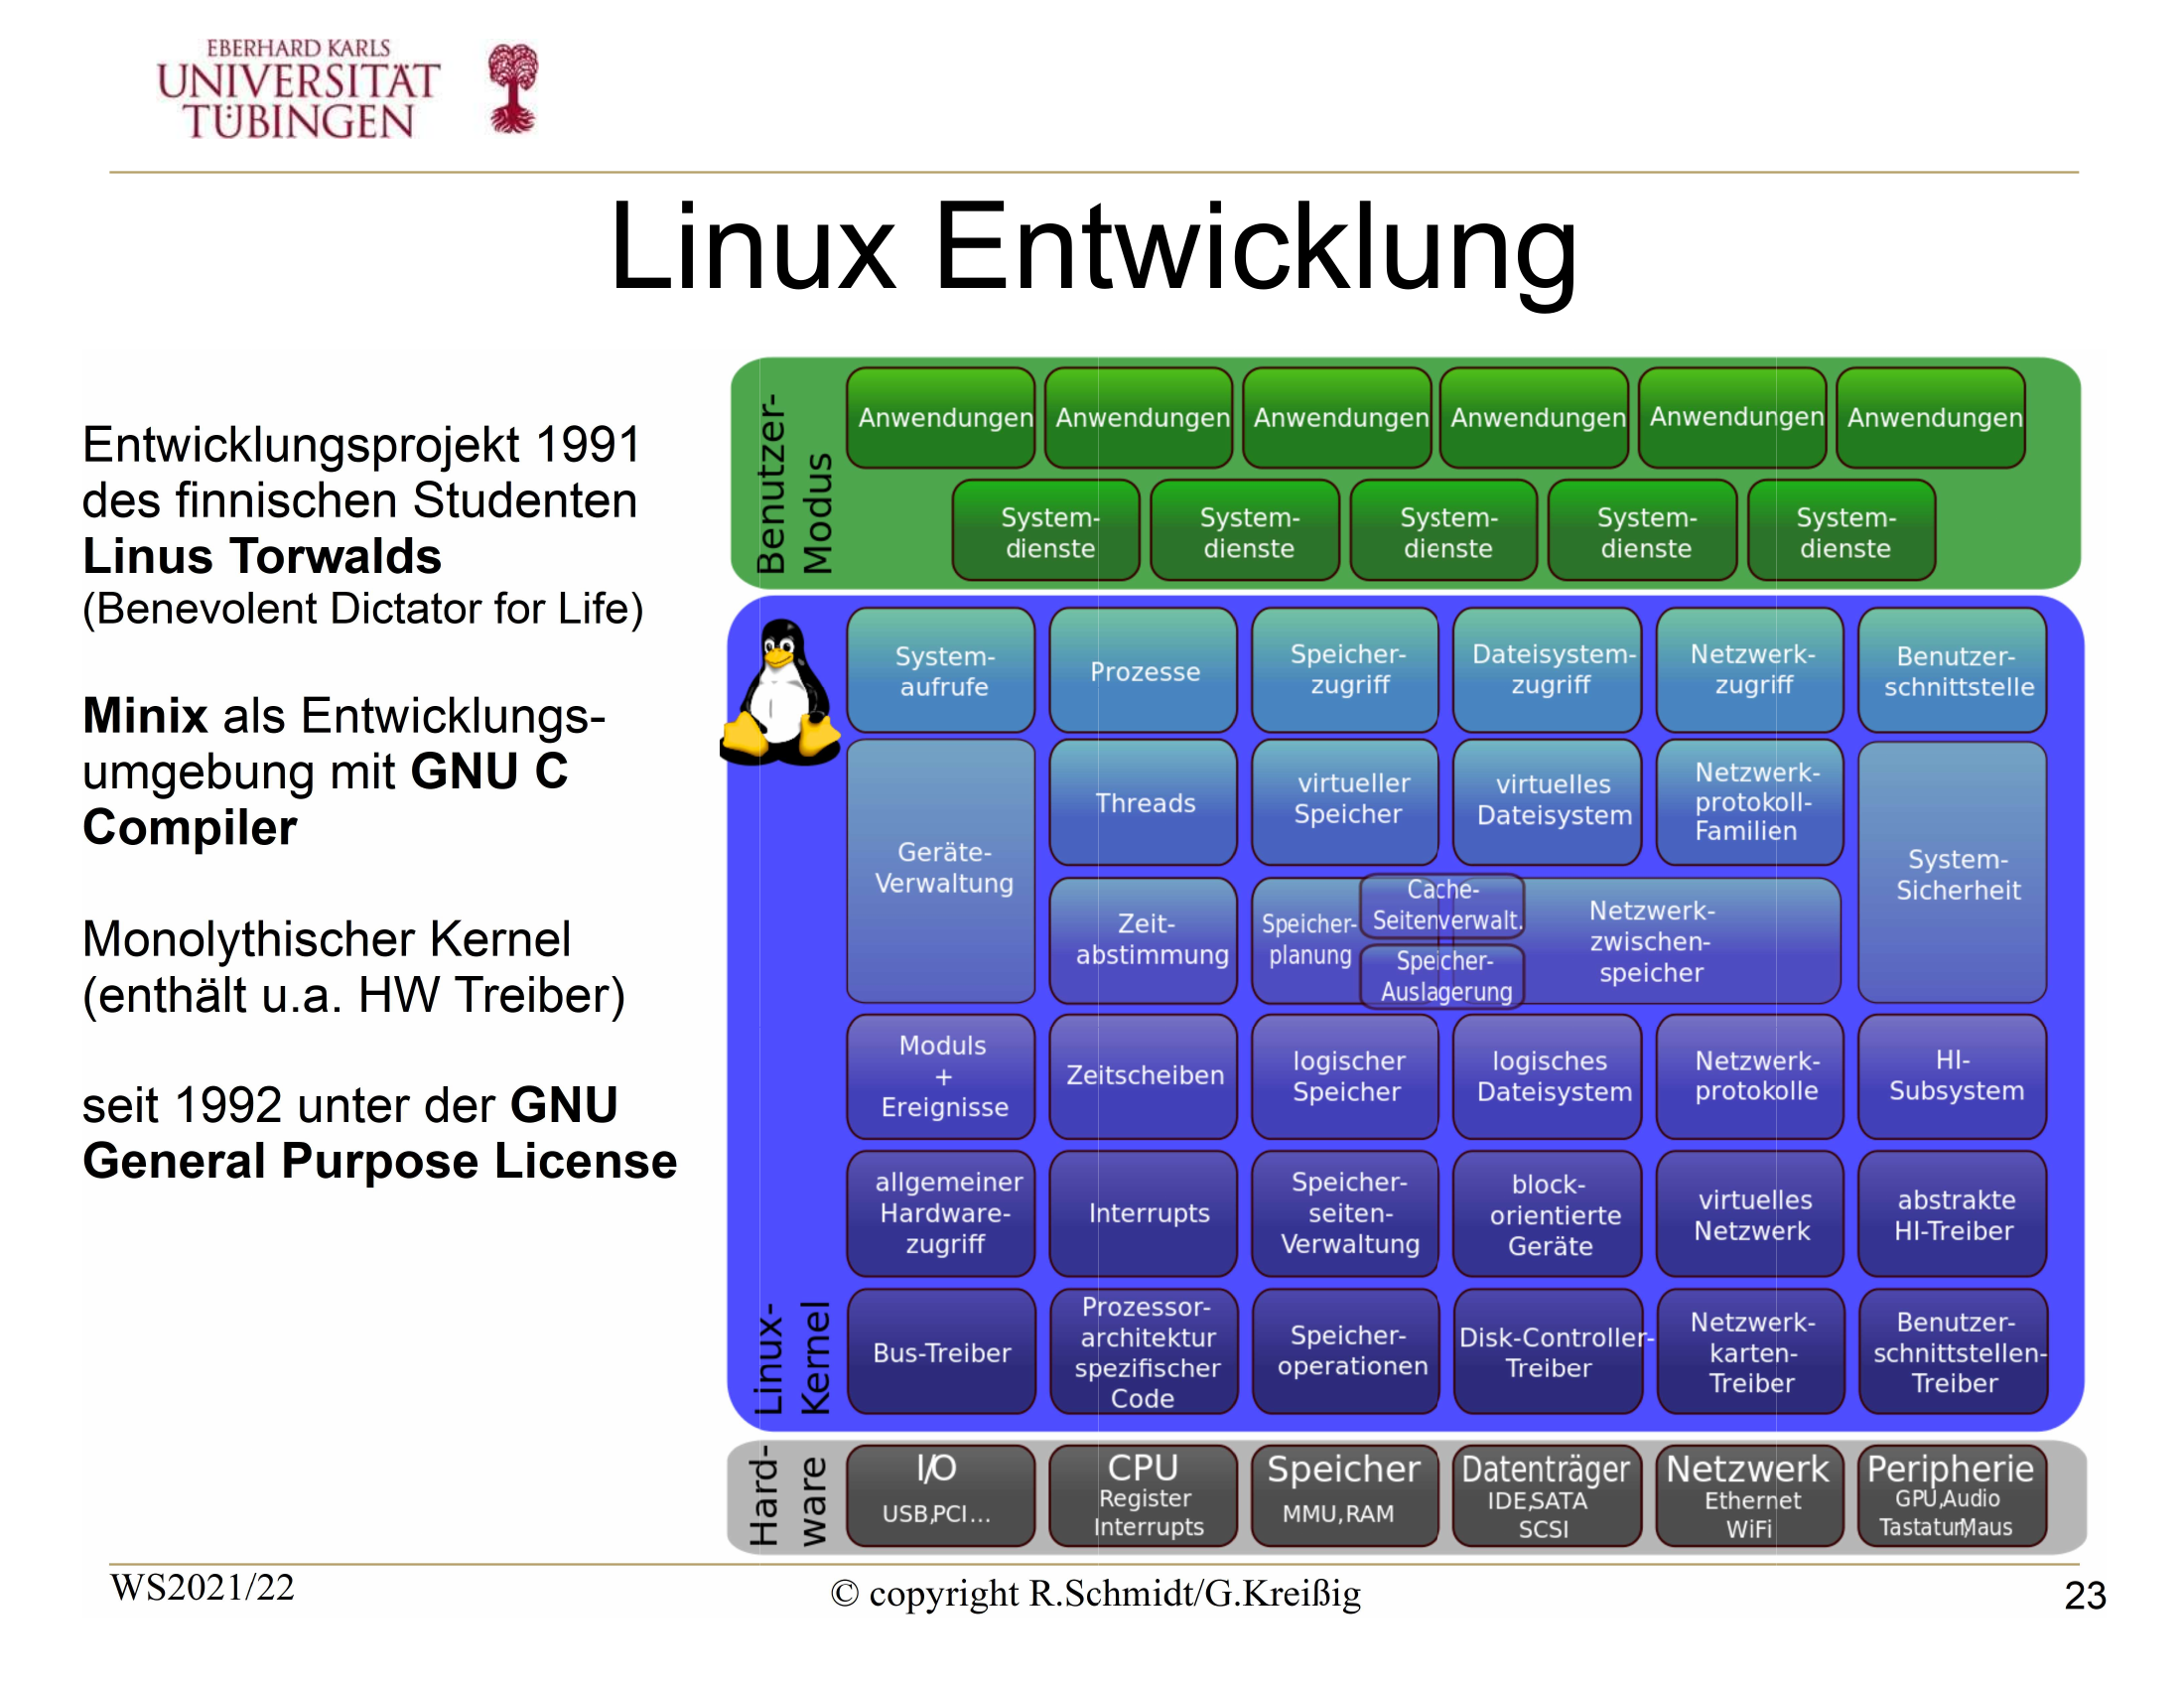 EBERHARD KARLS
UNIVERSITÄT
TÜBINGEN
Linux Entwicklung
Entwicklungsprojekt 1991
des finnischen Studenten
Linus Torwalds
(Benevolent Dictator for Life)
Minix als Entwicklungs-
umgebung mit GNU C
Compiler
Monolythischer Kernel
(enthält u.a. HW Treiber)
seit 1992 unter der GNU
General Purpose License
Benutzer-
Modus
Anwendungen Anwendungen Anwendungen Anwendungen Anwendungen Anwendungen
System- System- System- System- System-
dienste dienste dienste dienste dienste
Linux-
Kernel
System-
aufrufe
Prozesse
Speicher-
zugriff
Dateisystem-
zugriff
Netzwerk-
zugriff
Benutzer-
schnittstelle
Geräte-
Verwaltung
Threads
virtueller
Speicher
virtuelles
Dateisystem
Netzwerk-
protokoll-
Familien
System-
Sicherheit
Zeit-
abstimmung
Speicher-
planung
Cache-
Seitenverwalt.
Speicher-
Auslagerung
Netzwerk-
zwischen-
speicher
Moduls
+
Ereignisse
Zeitscheiben
logischer
Speicher
logisches
Dateisystem
Netzwerk-
protokolle
HI-
Subsystem
allgemeiner
Hardware-
zugriff
Interrupts
Speicher-
seiten-
Verwaltung
block-
orientierte
Geräte
virtuelles
Netzwerk
abstrakte
HI-Treiber
Bus-Treiber
Prozessor-
architektur
spezifischer
Code
Speicher-
operationen
Disk-Controller-
Treiber
Netzwerk-
karten-
Treiber
Benutzer-
schnittstellen-
Treiber
Hard-
ware
I/O
USB,PCI...
CPU
Register
Interrupts
Speicher
MMU,RAM
Datenträger
IDE,SATA
SCSI
Netzwerk
Ethernet
WiFi
Peripherie
GPU,Audio
Tastatur,Maus
WS2021/22
© copyright R.Schmidt/G.Kreißig
23